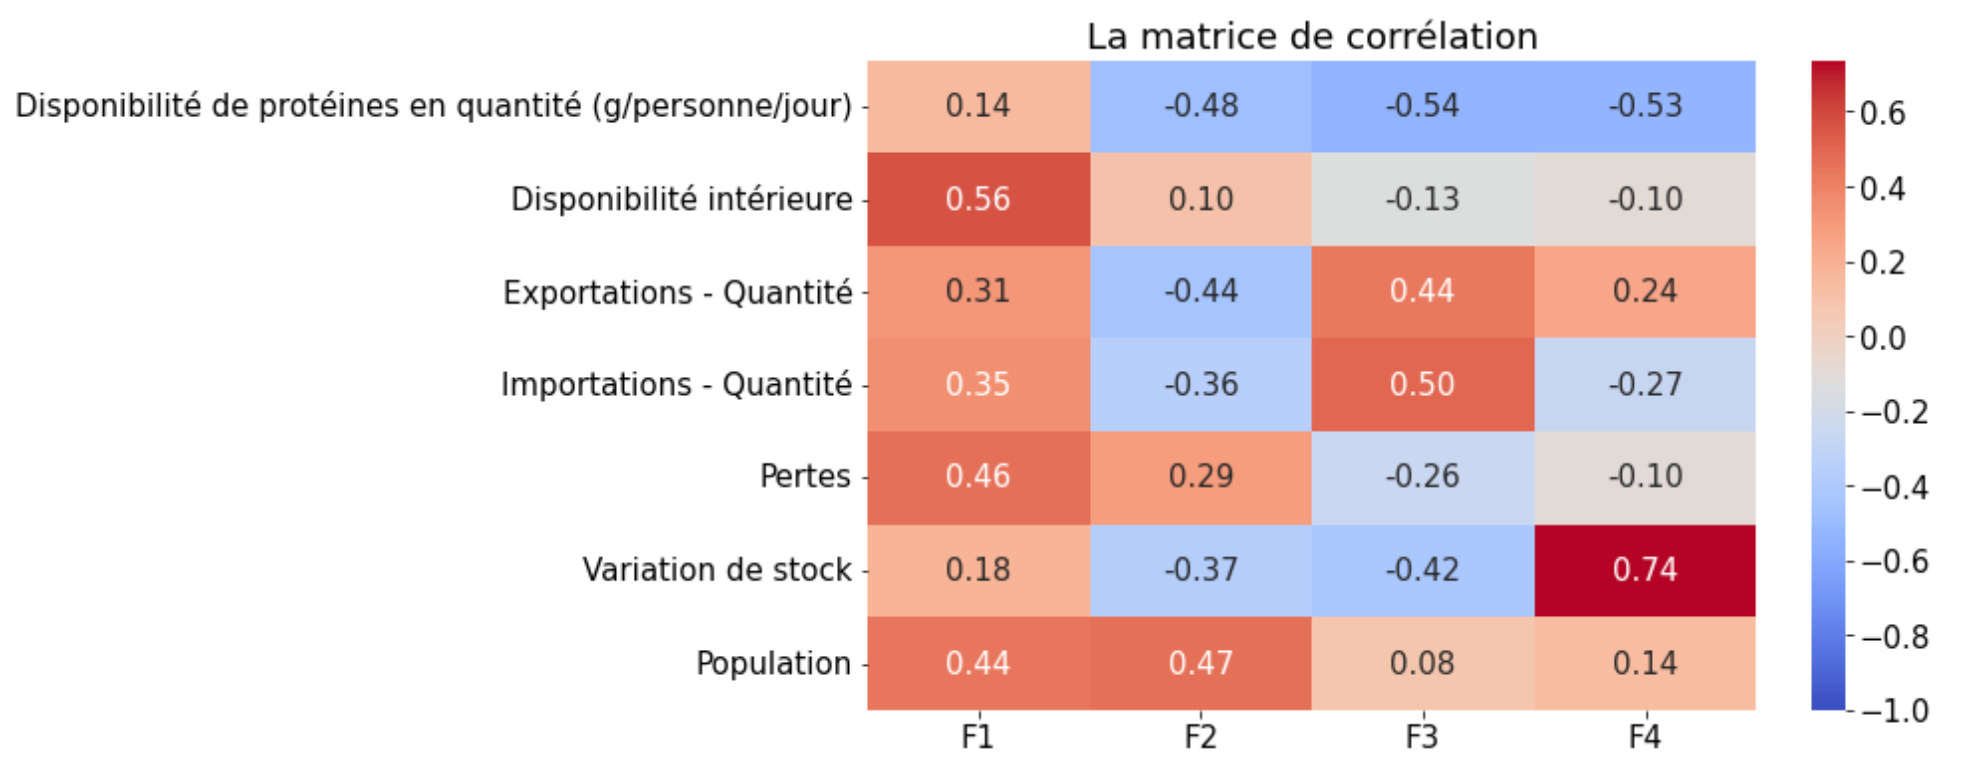 La matrice de corrélation
Disponibilité de protéines en quantité (g/personne/jour) 0.14 -0.48 -0.54 -0.53
Disponibilité intérieure 0.56 0.10 -0.13 -0.10
Exportations - Quantité 0.31 -0.44 0.44 0.24
Importations - Quantité 0.35 -0.36 0.50 -0.27
Pertes 0.46 0.29 -0.26 -0.10
Variation de stock 0.18 -0.37 -0.42 0.74
Population 0.44 0.47 0.08 0.14
F1 F2 F3 F4
0.6
0.4
0.2
0.0
−0.2
−0.4
−0.6
−0.8
−1.0